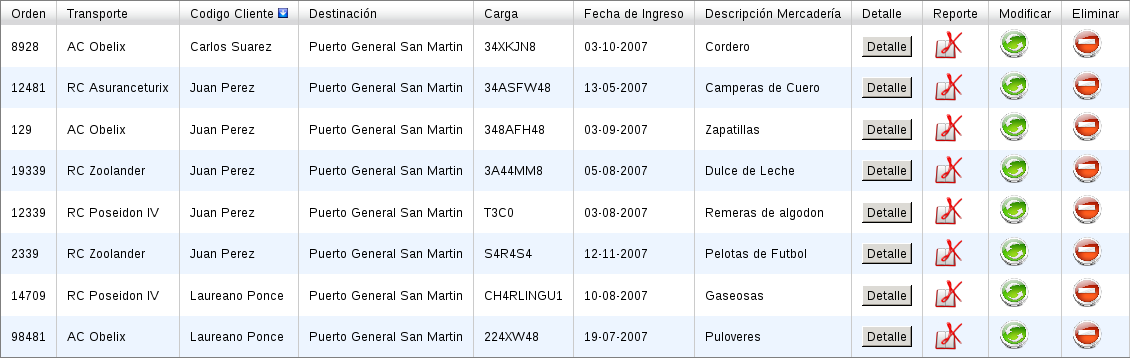 Orden Transporte Codigo Cliente Destinación Carga Fecha de Ingreso Descripción Mercadería Detalle Reporte Modificar Eliminar
8928 AC Obelix Carlos Suarez Puerto General San Martin 34XKJN8 03-10-2007 Cordero Detalle
12481 RC Asuranceturix Juan Perez Puerto General San Martin 34ASFW48 13-05-2007 Camperas de Cuero Detalle
129 AC Obelix Juan Perez Puerto General San Martin 348AFH48 03-09-2007 Zapatillas Detalle
19339 RC Zoolander Juan Perez Puerto General San Martin 3A44MM8 05-08-2007 Dulce de Leche Detalle
12339 RC Poseidon IV Juan Perez Puerto General San Martin T3C0 03-08-2007 Remeras de algodon Detalle
2339 RC Zoolander Juan Perez Puerto General San Martin S4R4S4 12-11-2007 Pelotas de Futbol Detalle
14709 RC Poseidon IV Laureano Ponce Puerto General San Martin CH4RLINGU1 10-08-2007 Gaseosas Detalle
98481 AC Obelix Laureano Ponce Puerto General San Martin 224XW48 19-07-2007 Puloveres Detalle